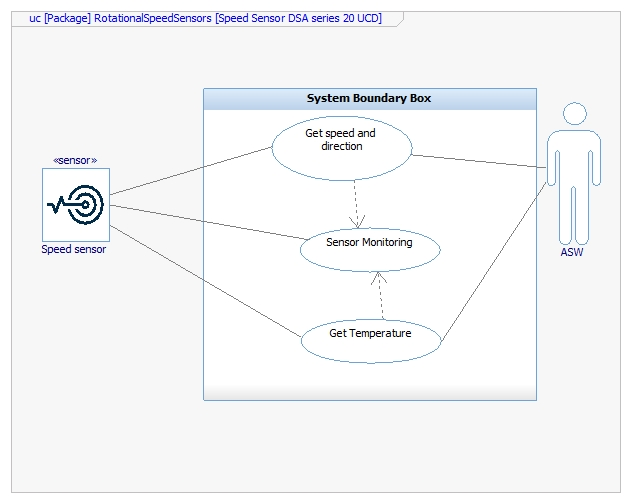 uc [Package] RotationalSpeedSensors [Speed Sensor DSA series 20 UCD]
System Boundary Box
Get speed and
direction
«sensor»
Speed sensor
Sensor Monitoring
ASW
Get Temperature